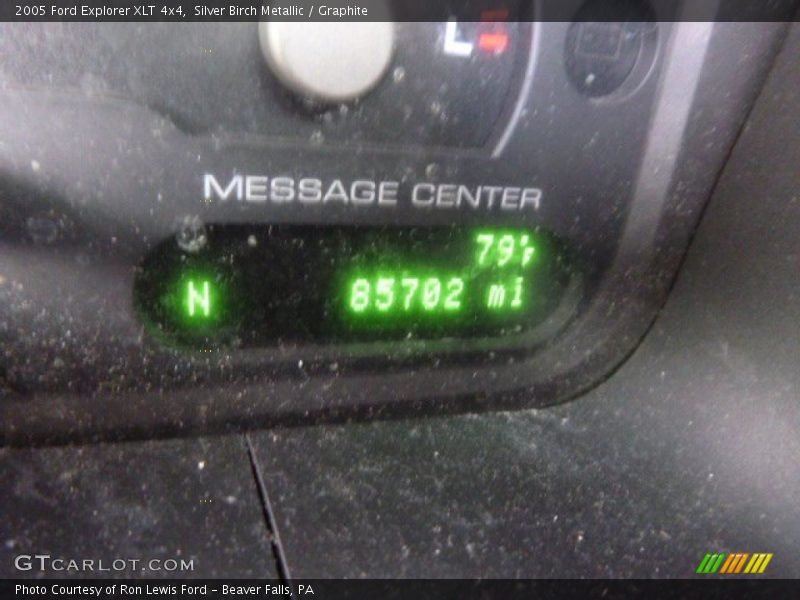 2005 Ford Explorer XLT 4x4, Silver Birch Metallic / Graphite
L
MESSAGE CENTER
79°F
N
85702 mi
GTCARLOT.COM
Photo Courtesy of Ron Lewis Ford – Beaver Falls, PA